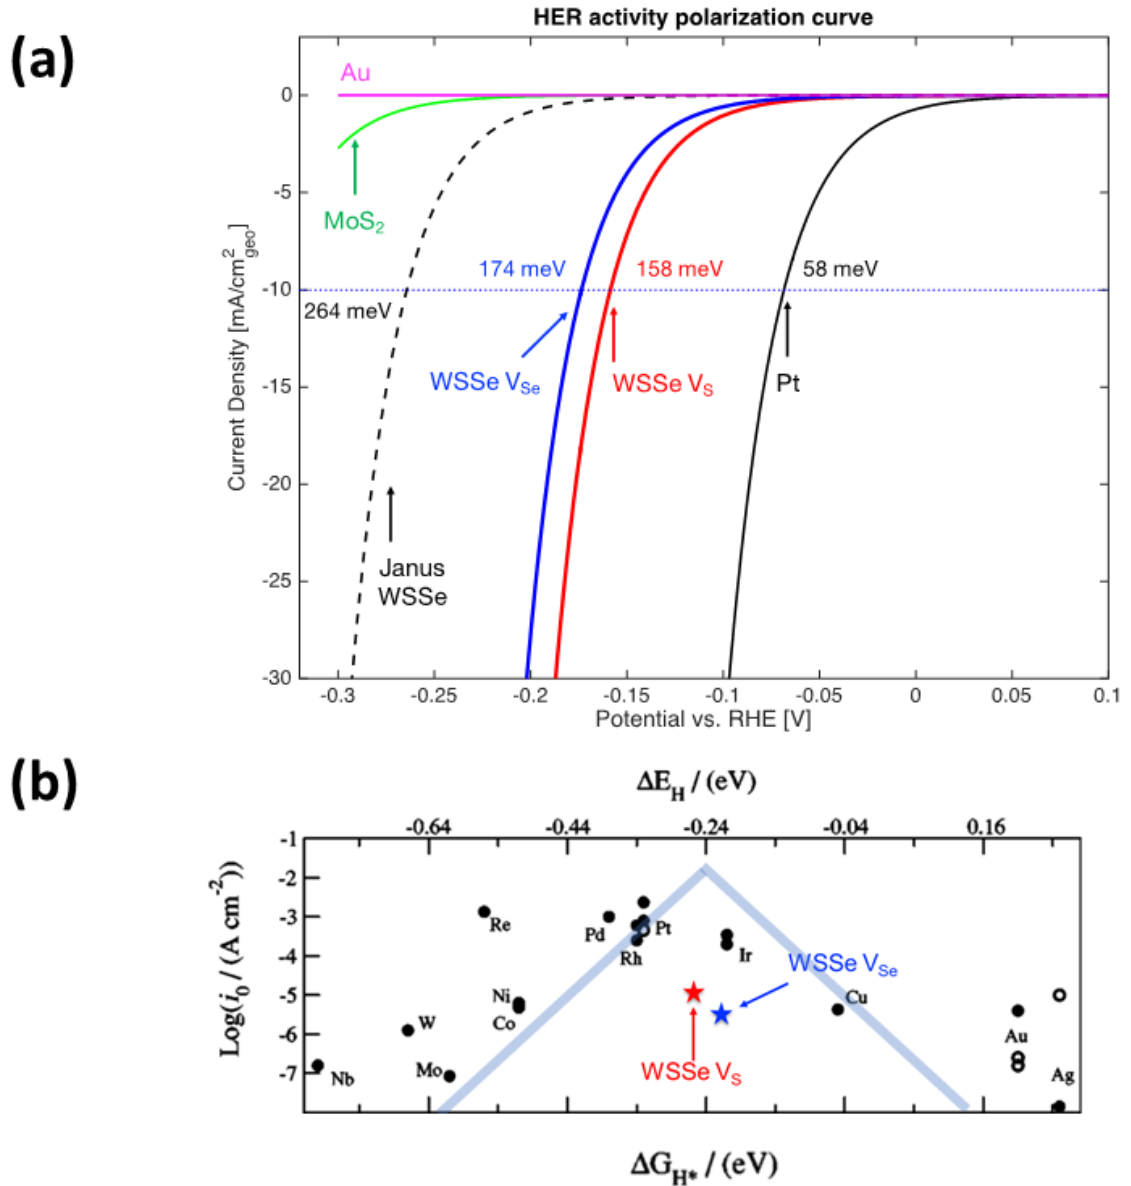 (a)
HER activity polarization curve
Au
MoS2
264 meV
174 meV
158 meV
58 meV
WSSe VSe
WSSe VS
Pt
Janus
WSSe
0
-5
-10
-15
-20
-25
-30
Current Density [mA/cm2geo]
-0.3 -0.25 -0.2 -0.15 -0.1 -0.05 0 0.05 0.1
Potential vs. RHE [V]
(b)
ΔEH / (eV)
-0.64 -0.44 -0.24 -0.04 0.16
-1
-2
-3
-4
-5
-6
-7
Log(i0 / (A cm-2))
Re
Pd
Pt
Rh
Ir
WSSe VSe
Ni
Co
Cu
W
Au
WSSe VS
Nb
Mo
Ag
ΔGH* / (eV)